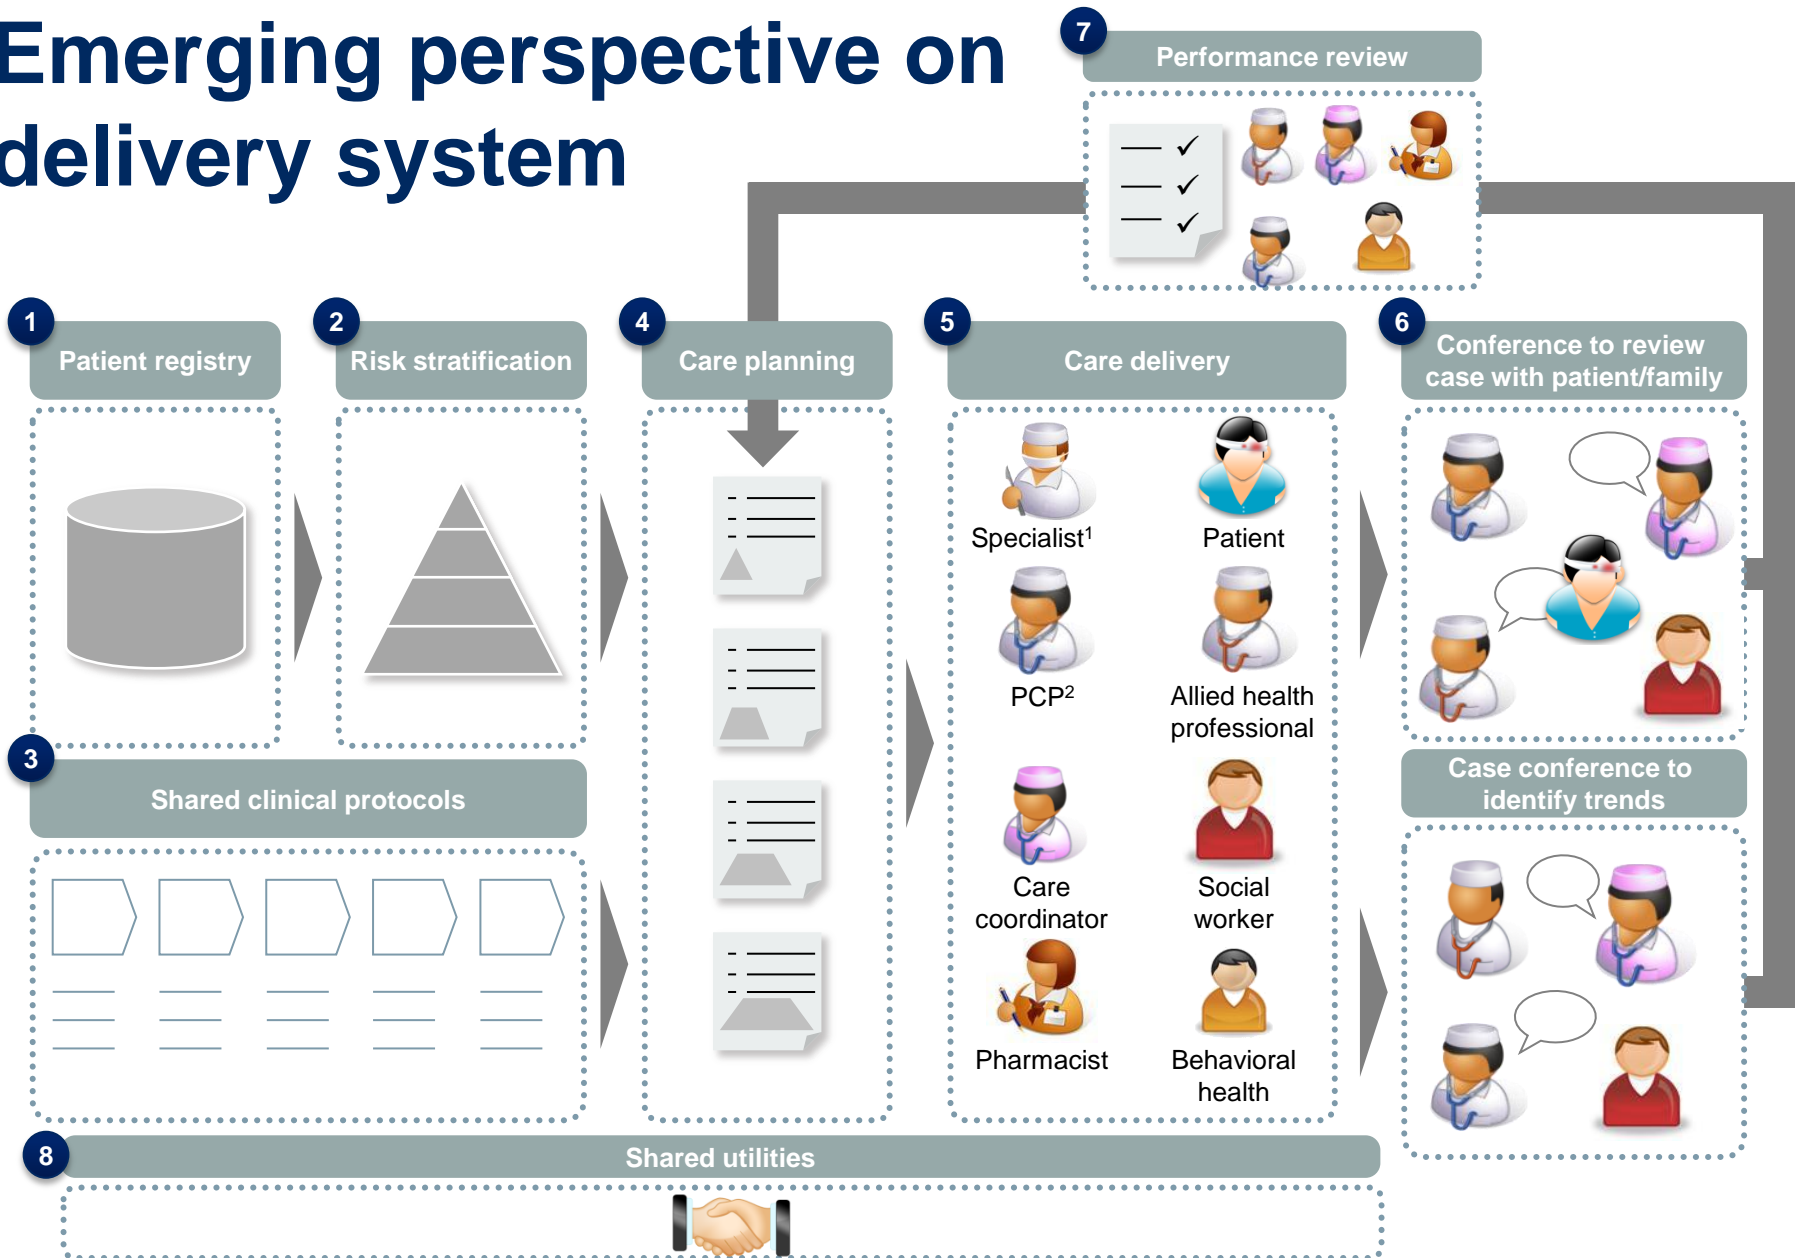 Emerging perspective on
delivery system
7
Performance review
1
Patient registry
2
Risk stratification
4
Care planning
5
Care delivery
6
Conference to review
case with patient/family
Specialist¹
Patient
PCP²
Allied health
professional
Care
coordinator
Social
worker
Pharmacist
Behavioral
health
3
Shared clinical protocols
Case conference to
identify trends
8
Shared utilities